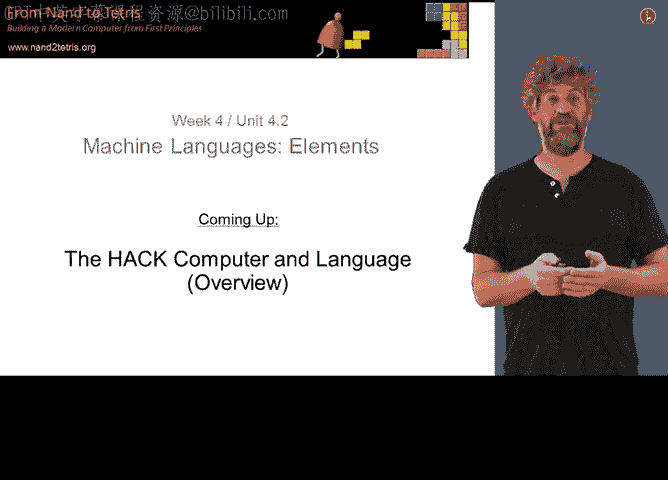 From Nand to Tetris
Building a Modern Computer from First Principles
www.nand2tetris.org
Week 4 / Unit 4.2
Machine Languages: Elements
Coming Up:
The HACK Computer and Language
(Overview)